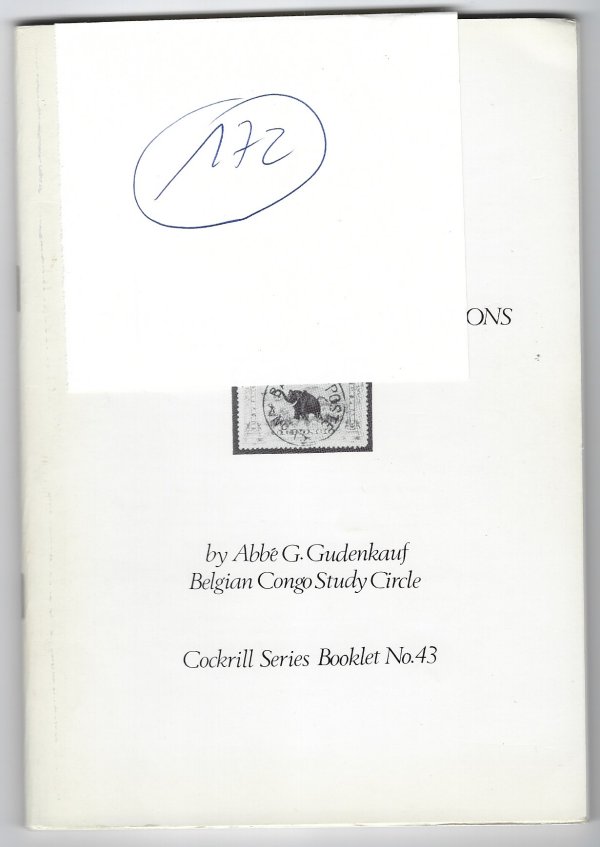 172
ONS
by Abbé G. Gudenkauf
Belgian Congo Study Circle
Cockrill Series Booklet No.43